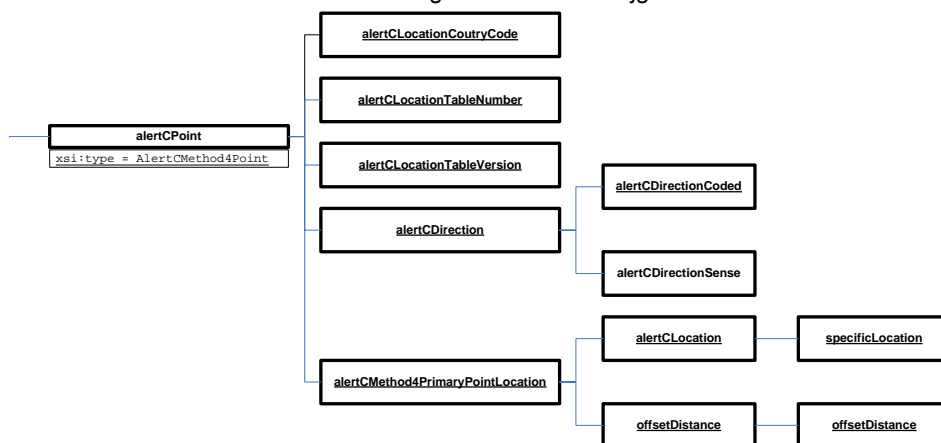 alertCLocationCoutryCode
alertCLocationTableNumber
alertCPoint
xsi:type = AlertCMethod4Point
alertCLocationTableVersion
alertCDirectionCoded
alertCDirection
alertCDirectionSense
alertCLocation
specificLocation
alertCMethod4PrimaryPointLocation
offsetDistance
offsetDistance